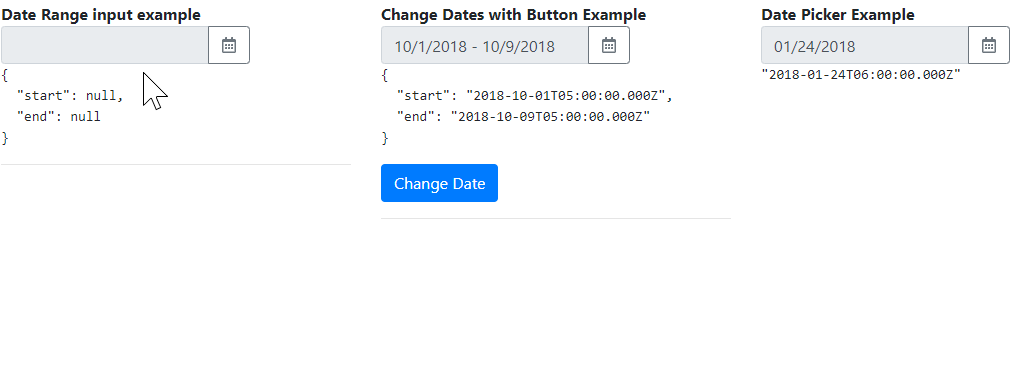 Date Range input example
{
  "start": null,
  "end": null
}
Change Dates with Button Example
10/1/2018 - 10/9/2018
{
  "start": "2018-10-01T05:00:00.000Z",
  "end": "2018-10-09T05:00:00.000Z"
}
Change Date
Date Picker Example
01/24/2018
"2018-01-24T06:00:00.000Z"